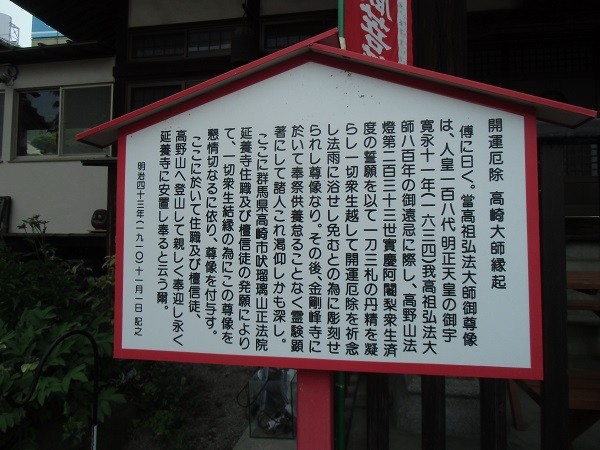 開運厄除 高崎大師縁起
傅に曰く。當高祖弘法大師御尊像
は、人皇一百八代 明正天皇の御宇
寛永十一年(一六三四)我高祖弘法大
師八百年の御遠忌に際し、高野山法
燈第二百三十三世實慶阿闍梨衆生済
度の誓願を以て一刀三札の丹精を凝
らし一切衆生越して開運厄除を祈念
し法雨に浴せし免むとの為に彫刻せ
られし尊像なり。その後、金剛峰寺に
於いて奉祭供養怠ることなく霊験顕
著にして諸人これ渇仰しかも深し。
ここに群馬県高崎市吠瑠璃山正法院
延養寺住職及び檀信徒の発願により
て、一切衆生結縁の為にこの尊像を
懇情切なるに依り、尊像を付与す。
ここに於いて住職及び檀信徒、
高野山へ登山して親しく奉迎し永く
延養寺に安置し奉ると云う爾。
明治四十三年(一九一〇)十一月一日 記之